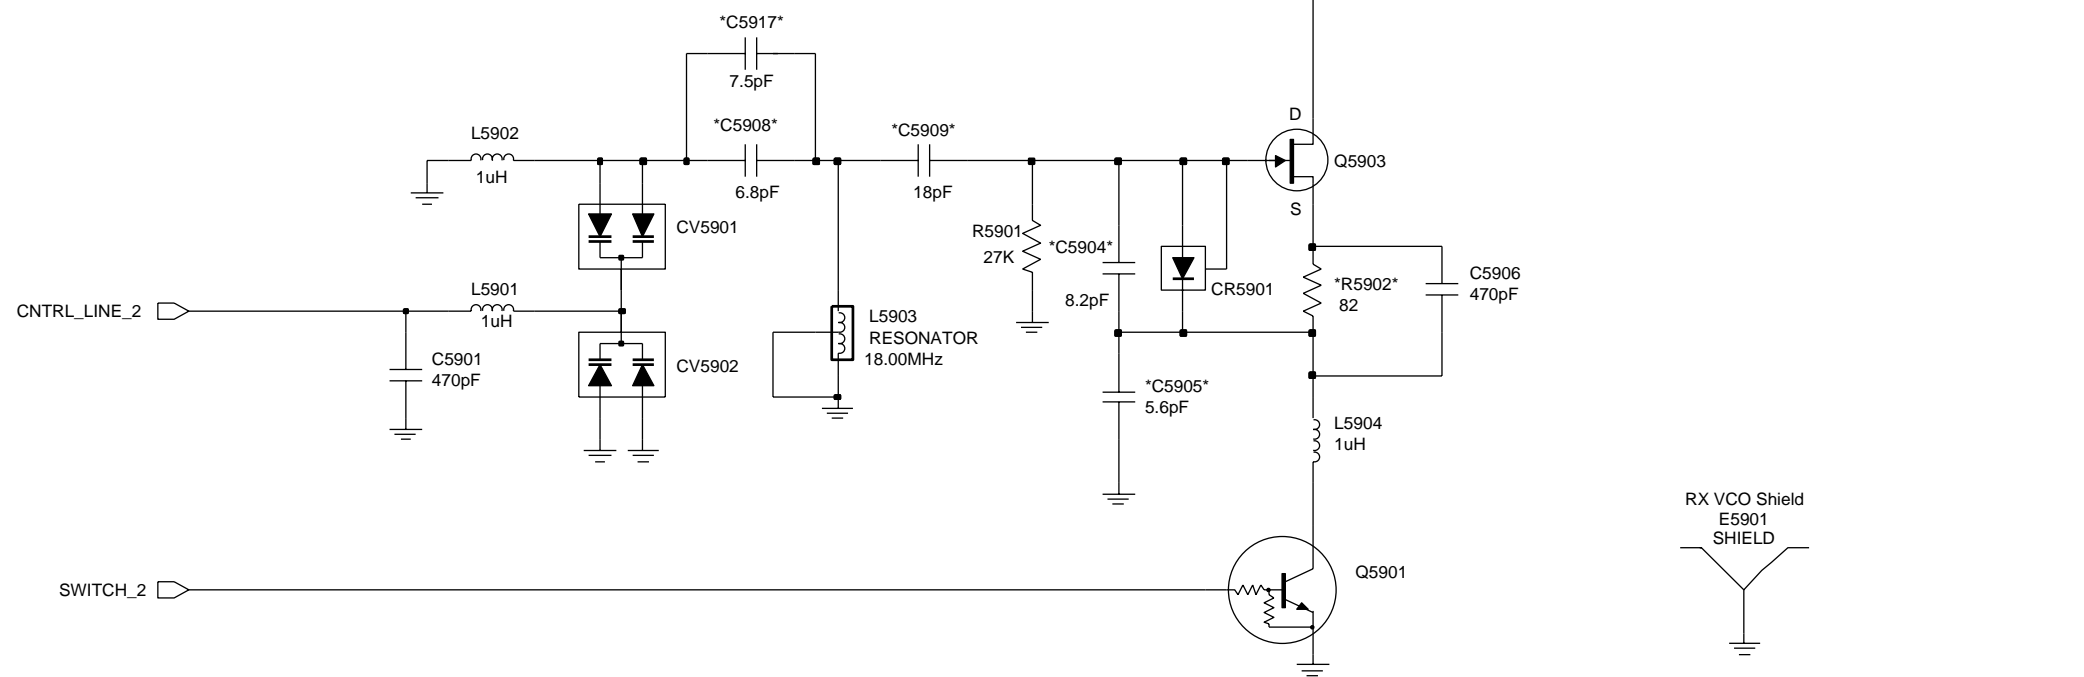 *C5917*
7.5pF
*C5908*
6.8pF
L5902
1uH
*C5909*
18pF
D
Q5903
S
CV5901
R5901
27K
*C5904*
8.2pF
CR5901
*R5902*
82
C5906
470pF
CNTRL_LINE_2
L5901
1uH
C5901
470pF
CV5902
L5903
RESONATOR
18.00MHz
*C5905*
5.6pF
L5904
1uH
SWITCH_2
Q5901
RX VCO Shield
E5901
SHIELD